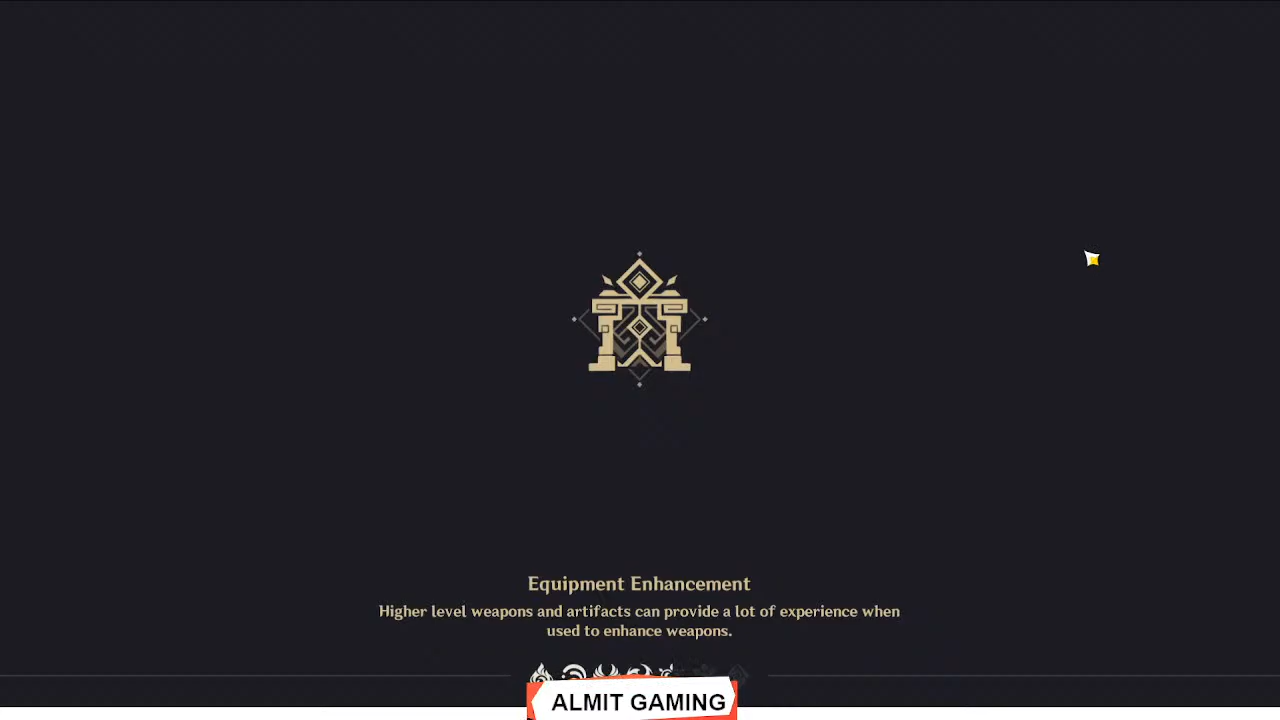 Equipment Enhancement
Higher level weapons and artifacts can provide a lot of experience when
used to enhance weapons.
ALMIT GAMING